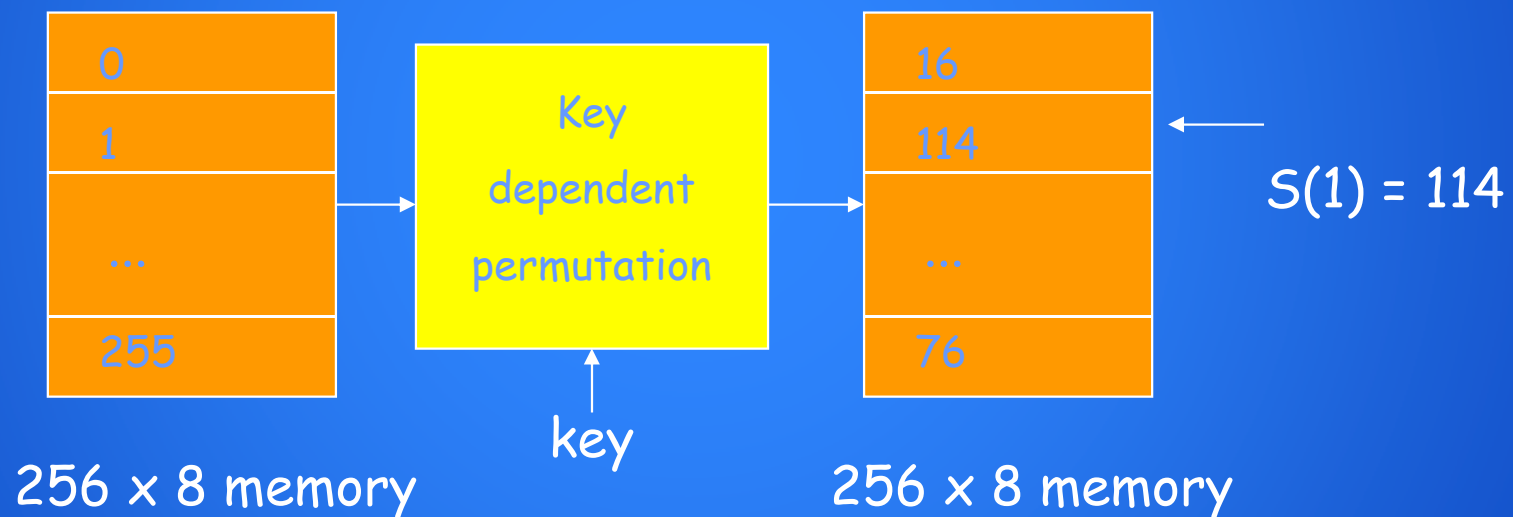 0
1
...
255
256 x 8 memory
Key
dependent
permutation
key
16
114
...
76
256 x 8 memory
S(1) = 114